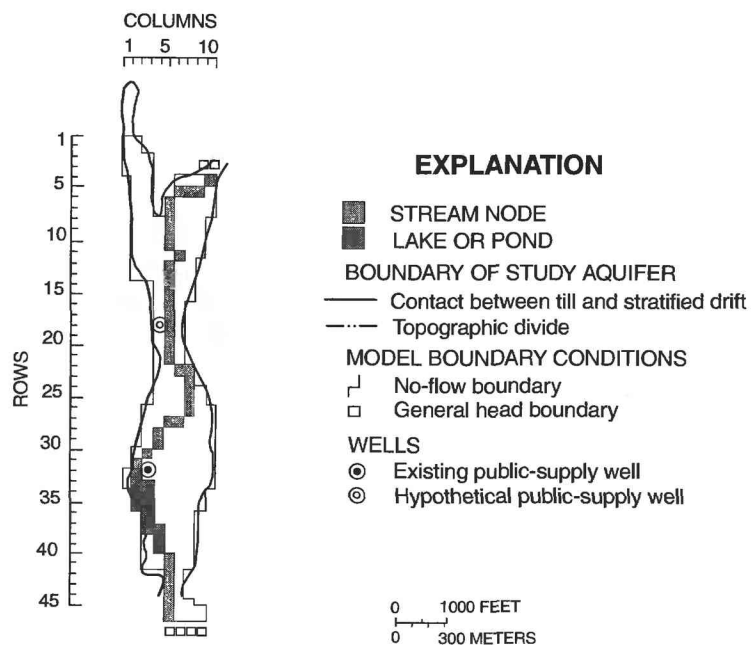 COLUMNS
1 5 10
ROWS
1
5
10
15
20
25
30
35
40
45
EXPLANATION
STREAM NODE
LAKE OR POND
BOUNDARY OF STUDY AQUIFER
Contact between till and stratified drift
Topographic divide
MODEL BOUNDARY CONDITIONS
No-flow boundary
General head boundary
WELLS
Existing public-supply well
Hypothetical public-supply well
0 1000 FEET
0 300 METERS